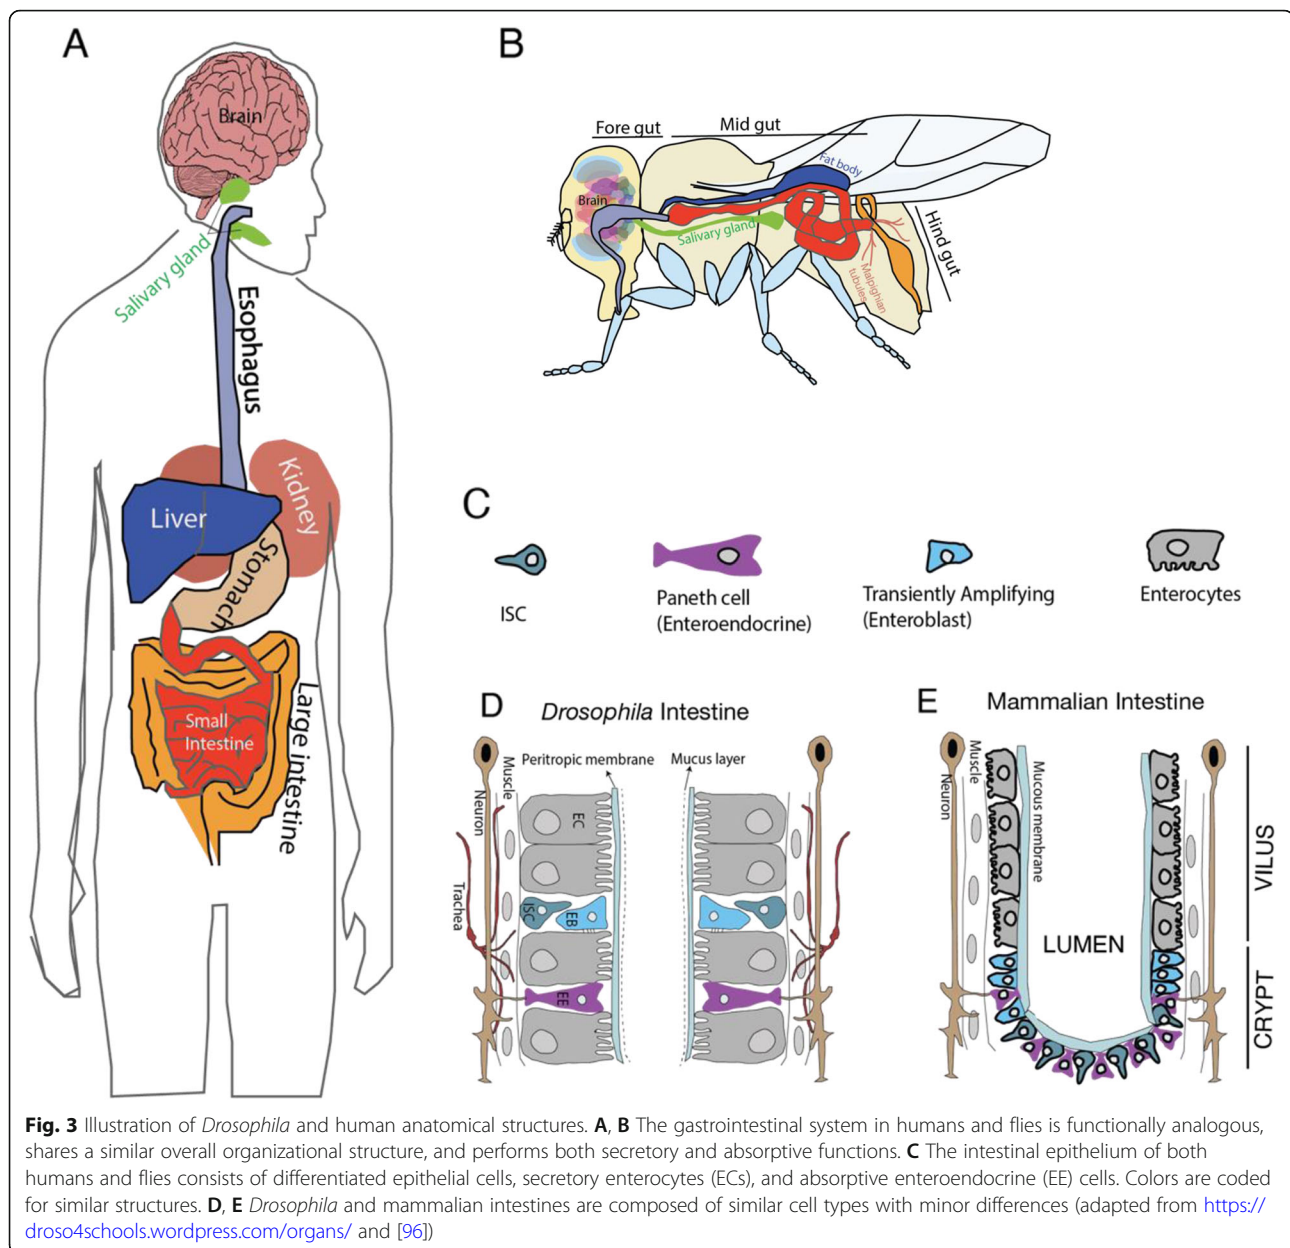 A
Brain
Salivary gland
Esophagus
Liver
Kidney
Stomach
Small
Intestine
Large intestine
B
Fore gut
Mid gut
Fat body
Brain
Salivary gland
Malpighian
tubules
Hind gut
C
ISC
Paneth cell
(Enteroendocrine)
Transiently Amplifying
(Enteroblast)
Enterocytes
D
Drosophila Intestine
Peritropic membrane
Mucus layer
Muscle
Neuron
Trachea
EC
ISC
EB
EE
E
Mammalian Intestine
Muscle
Neuron
Mucous membrane
LUMEN
VILUS
CRYPT
Fig. 3 Illustration of Drosophila and human anatomical structures. A, B The gastrointestinal system in humans and flies is functionally analogous,
shares a similar overall organizational structure, and performs both secretory and absorptive functions. C The intestinal epithelium of both
humans and flies consists of differentiated epithelial cells, secretory enterocytes (ECs), and absorptive enteroendocrine (EE) cells. Colors are coded
for similar structures. D, E Drosophila and mammalian intestines are composed of similar cell types with minor differences (adapted from https://
droso4schools.wordpress.com/organs/ and [96])